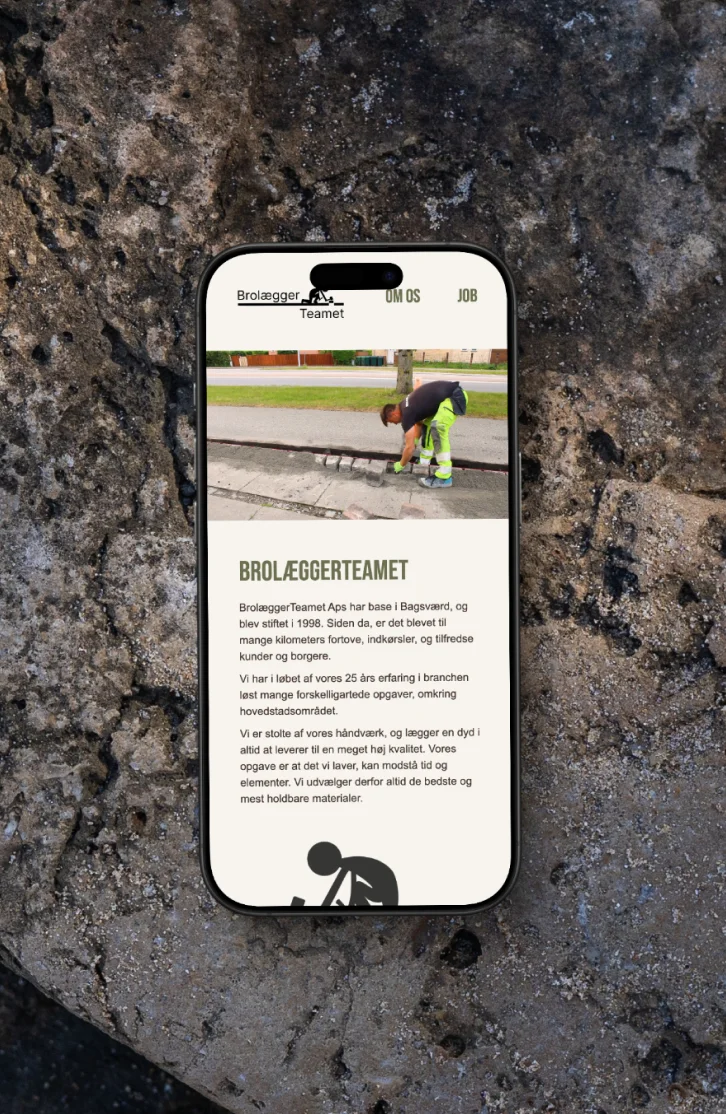 Brolægger
Teamet
OM OS
JOB
BROLÆGGERTEAMET
BrolæggerTeamet Aps har base i Bagsværd, og
blev stiftet i 1998. Siden da, er det blevet til
mange kilometers fortove, indkørsler, og tilfredse
kunder og borgere.
Vi har i løbet af vores 25 års erfaring i branchen
løst mange forskelligartede opgaver, omkring
hovedstadsområdet.
Vi er stolte af vores håndværk, og lægger en dyd i
altid at leverer til en meget høj kvalitet. Vores
opgave er at det vi laver, kan modstå tid og
elementer. Vi udvælger derfor altid de bedste og
mest holdbare materialer.